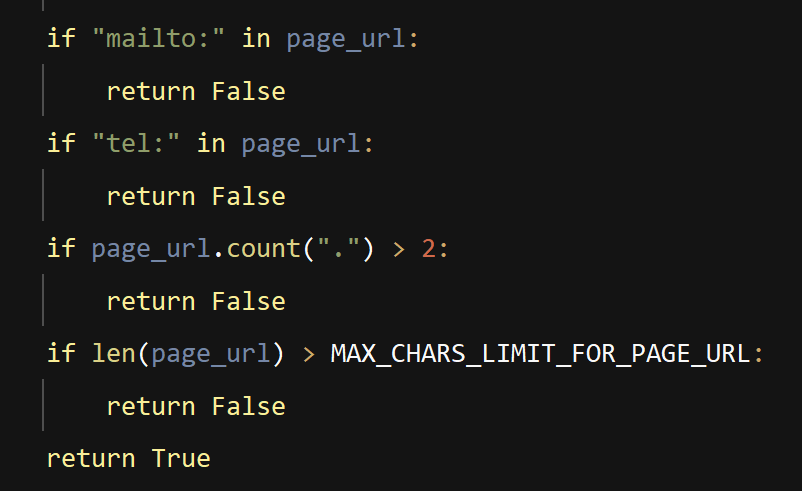 if "mailto:" in page_url:
    return False
if "tel:" in page_url:
    return False
if page_url.count(".") > 2:
    return False
if len(page_url) > MAX_CHARS_LIMIT_FOR_PAGE_URL:
    return False
return True